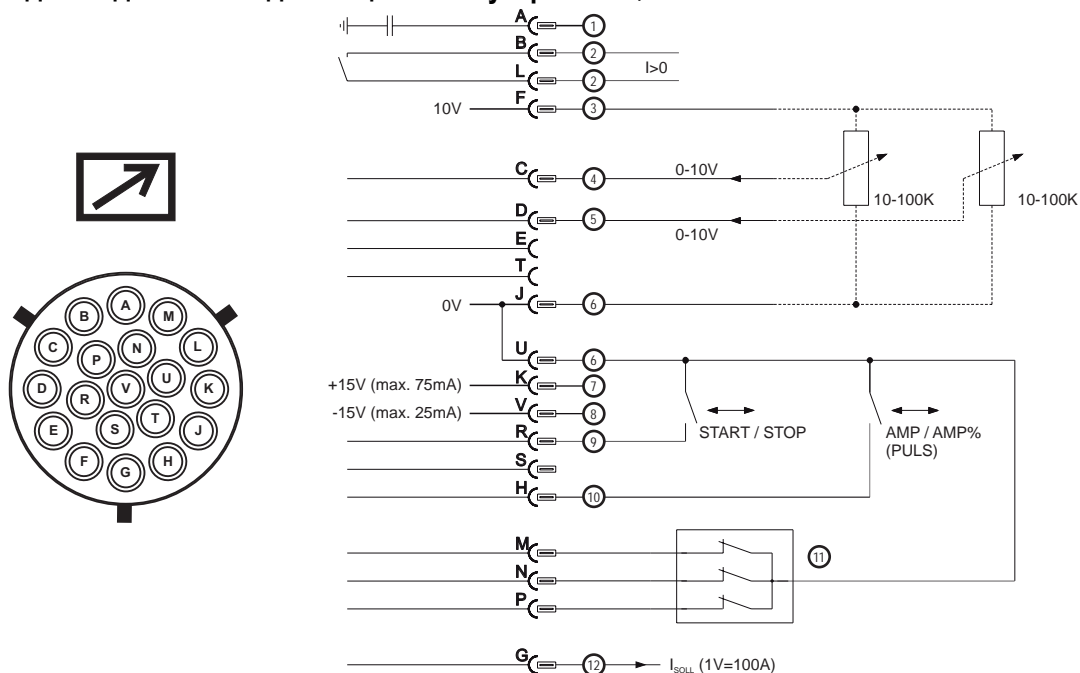 A 1
B 2
I>0
L 2
10V F 3
C 4 0-10V
10-100K 10-100K
D 5
0-10V
E
T
0V J 6
U 6
+15V (max. 75mA) K 7
-15V (max. 25mA) V 8
START / STOP
AMP / AMP%
(PULS)
R 9
S
H 10
M
11
N
P
G 12 I SOLL (1V=100A)
A
B M
C N L
P
D R V U K
E S T J
F H
G